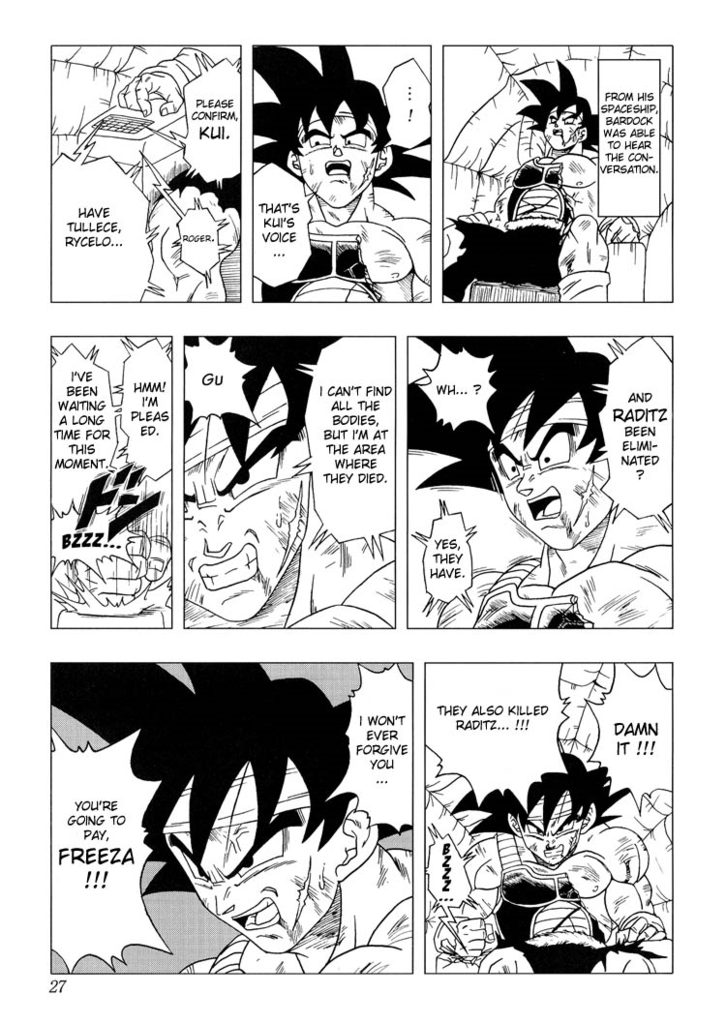 FROM HIS
SPACESHIP,
BARDOCK
WAS ABLE
TO HEAR
THE CON-
VERSATION.
...
!
THAT'S
KUI'S
VOICE
...
PLEASE
CONFIRM,
KUI.
ROGER.
HAVE
TULLECE,
RYCELO...
AND
RADITZ
BEEN
ELIMI-
NATED
?
WH... ?
YES,
THEY
HAVE.
I CAN'T FIND
ALL THE
BODIES,
BUT I'M AT
THE AREA
WHERE
THEY DIED.
GU
HMM!
I'M
PLEAS
ED.
I'VE
BEEN
WAITING
A LONG
TIME FOR
THIS
MOMENT.
ドン
BZZZ...
DAMN
IT !!!
THEY ALSO KILLED
RADITZ... !!!
BZZZ
...
I WON'T
EVER
FORGIVE
YOU
...
YOU'RE
GOING TO
PAY,
FREEZA
!!!
27